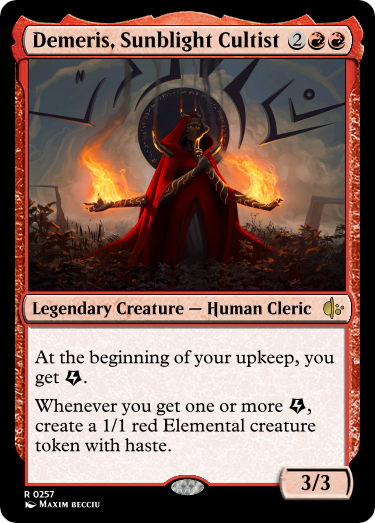 Demeris, Sunblight Cultist 2
Legendary Creature — Human Cleric
At the beginning of your upkeep, you
get .
Whenever you get one or more ,
create a 1/1 red Elemental creature
token with haste.
3/3
R 0257
Maxim becciu